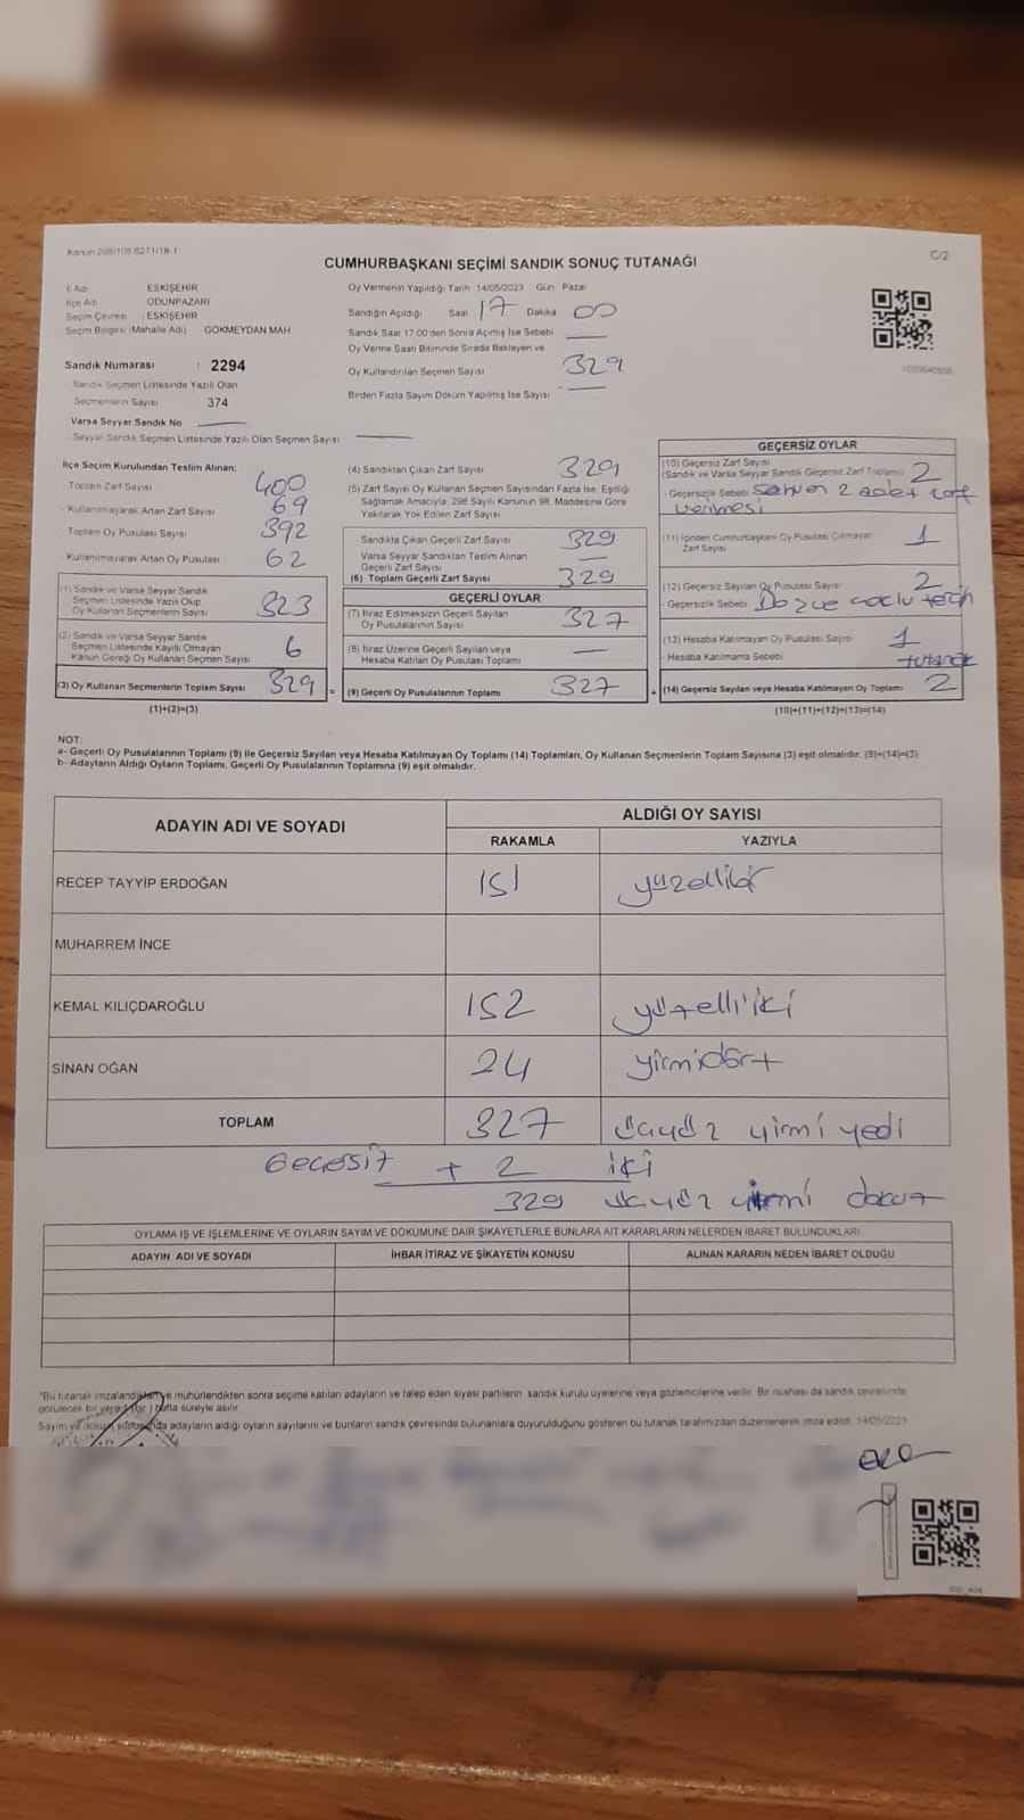 Kanun 298/105 6271/18-1
C/2
CUMHURBAŞKANI SEÇİMİ SANDIK SONUÇ TUTANAĞI
İl Adı ESKİŞEHİR
İlçe Adı ODUNPAZARI
Seçim Çevresi : ESKİŞEHİR
Seçim Bölgesi (Mahalle Adı) GÖKMEYDAN MAH
Sandık Numarası : 2294
Sandık Seçmen Listesinde Yazılı Olan
Seçmenlerin Sayısı 374
Varsa Seyyar Sandık No
Seyyar Sandık Seçmen Listesinde Yazılı Olan Seçmen Sayısı
Oy Vermenin Yapıldığı Tarih 14/05/2023 Gün Pazar
Sandığın Açıldığı Saat 17 Dakika 00
Sandık Saat 17.00'den Sonra Açılmış İse Sebebi
Oy Verme Saati Bitiminde Sırada Bekleyen ve
Oy Kullandırılan Seçmen Sayısı 329
Birden Fazla Sayım Döküm Yapılmış İse Sayısı
İlçe Seçim Kurulundan Teslim Alınan;
Toplam Zarf Sayısı 400
Kullanılmayarak Artan Zarf Sayısı 69
Toplam Oy Pusulası Sayısı 392
Kullanılmayarak Artan Oy Pusulası 62
(1) Sandık ve Varsa Seyyar Sandık
Seçmen Listesinde Yazılı Olup
Oy Kullanan Seçmenlerin Sayısı 323
(2) Sandık ve Varsa Seyyar Sandık
Seçmen Listesinde Kayıtlı Olmayan
Kanun Gereği Oy Kullanan Seçmen Sayısı 6
(3) Oy Kullanan Seçmenlerin Toplam Sayısı 329 =
(1)+(2)=(3)
(4) Sandıktan Çıkan Zarf Sayısı 329
(5) Zarf Sayısı Oy Kullanan Seçmen Sayısından Fazla İse, Eşitliği
Sağlamak Amacıyla, 298 Sayılı Kanunun 98. Maddesine Göre
Yakılarak Yok Edilen Zarf Sayısı
Sandıkta Çıkan Geçerli Zarf Sayısı 329
Varsa Seyyar Sandıktan Teslim Alınan
Geçerli Zarf Sayısı
(6) Toplam Geçerli Zarf Sayısı 329
GEÇERLİ OYLAR
(7) İtiraz Edilmeksizin Geçerli Sayılan
Oy Pusulalarının Sayısı 327
(8) İtiraz Üzerine Geçerli Sayılan veya
Hesaba Katılan Oy Pusulası Toplamı
(9) Geçerli Oy Pusulalarının Toplamı 327 +
GEÇERSİZ OYLAR
(10) Geçersiz Zarf Sayısı
(Sandık ve Varsa Seyyar Sandık Geçersiz Zarf Toplamı) 2
Geçersizlik Sebebi Sehven 2 adet zarf
verilmesi
(11) İçinden Cumhurbaşkanı Oy Pusulası Çıkmayan
Zarf Sayısı 1
(12) Geçersiz Sayılan Oy Pusulası Sayısı 2
Geçersizlik Sebebi
(13) Hesaba Katılmayan Oy Pusulası Sayısı 1
Hesaba Katılmama Sebebi tutanak
(14) Geçersiz Sayılan veya Hesaba Katılmayan Oy Toplamı 2
(10)+(11)+(12)+(13)=(14)
NOT:
a- Geçerli Oy Pusulalarının Toplamı (9) ile Geçersiz Sayılan veya Hesaba Katılmayan Oy Toplamı (14) Toplamları, Oy Kullanan Seçmenlerin Toplam Sayısına (3) eşit olmalıdır. (9)+(14)=(3)
b- Adayların Aldığı Oyların Toplamı, Geçerli Oy Pusulalarının Toplamına (9) eşit olmalıdır.
ADAYIN ADI VE SOYADI
ALDIĞI OY SAYISI
RAKAMLA YAZIYLA
RECEP TAYYİP ERDOĞAN 151 yüzellibir
MUHARREM İNCE
KEMAL KILIÇDAROĞLU 152 yüzelli iki
SİNAN OĞAN 24 yirmidört
TOPLAM 327 üçyüz yirmi yedi
Geçersiz + 2 iki
329 üçyüz yirmi dokuz
OYLAMA İŞ VE İŞLEMLERİNE VE OYLARIN SAYIM VE DÖKÜMÜNE DAİR ŞİKAYETLERLE BUNLARA AİT KARARLARIN NELERDEN İBARET BULUNDUKLARI
ADAYIN ADI VE SOYADI İHBAR İTİRAZ VE ŞİKAYETİN KONUSU ALINAN KARARIN NEDEN İBARET OLDUĞU
"Bu tutanak imzalandıktan ve mühürlendikten sonra seçime katılan adayların ve talep eden siyasi partilerin sandık kurulu üyelerine veya gözlemcilerine verilir. Bir nüshası da sandık çevresinde
görülecek bir yere bir hafta süreyle asılır.
Sayım ve döküm sonucunda adayların aldığı oyların sayılarını ve bunların sandık çevresinde bulunanlara duyurulduğunu gösteren bu tutanak tarafımızdan düzenlenerek imza edildi. 14/05/2023